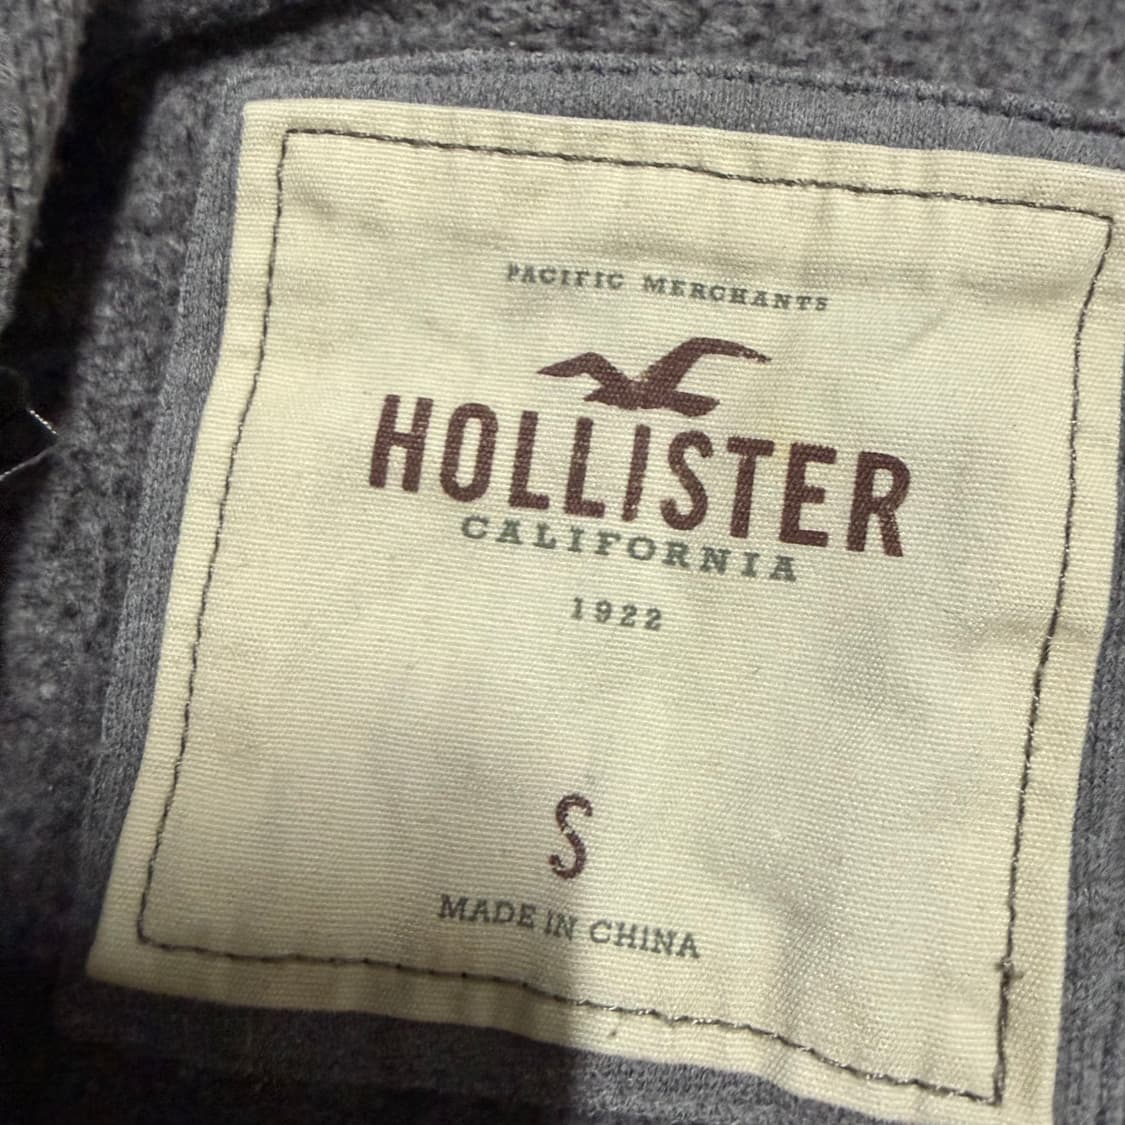 PACIFIC MERCHANTS
HOLLISTER
CALIFORNIA
1922
S
MADE IN CHINA